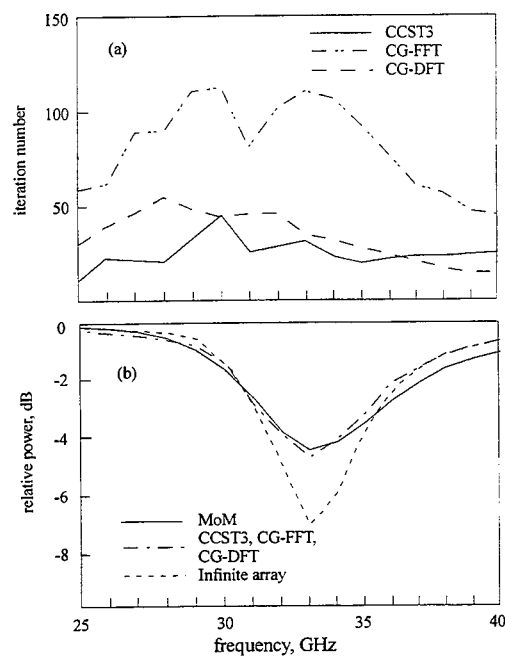 150
(a)
CCST3
CG-FFT
CG-DFT
100
iteration number
50
0
(b)
-2
relative power, dB
-4
-6
MoM
CCST3, CG-FFT,
CG-DFT
Infinite array
-8
25
30
35
40
frequency, GHz